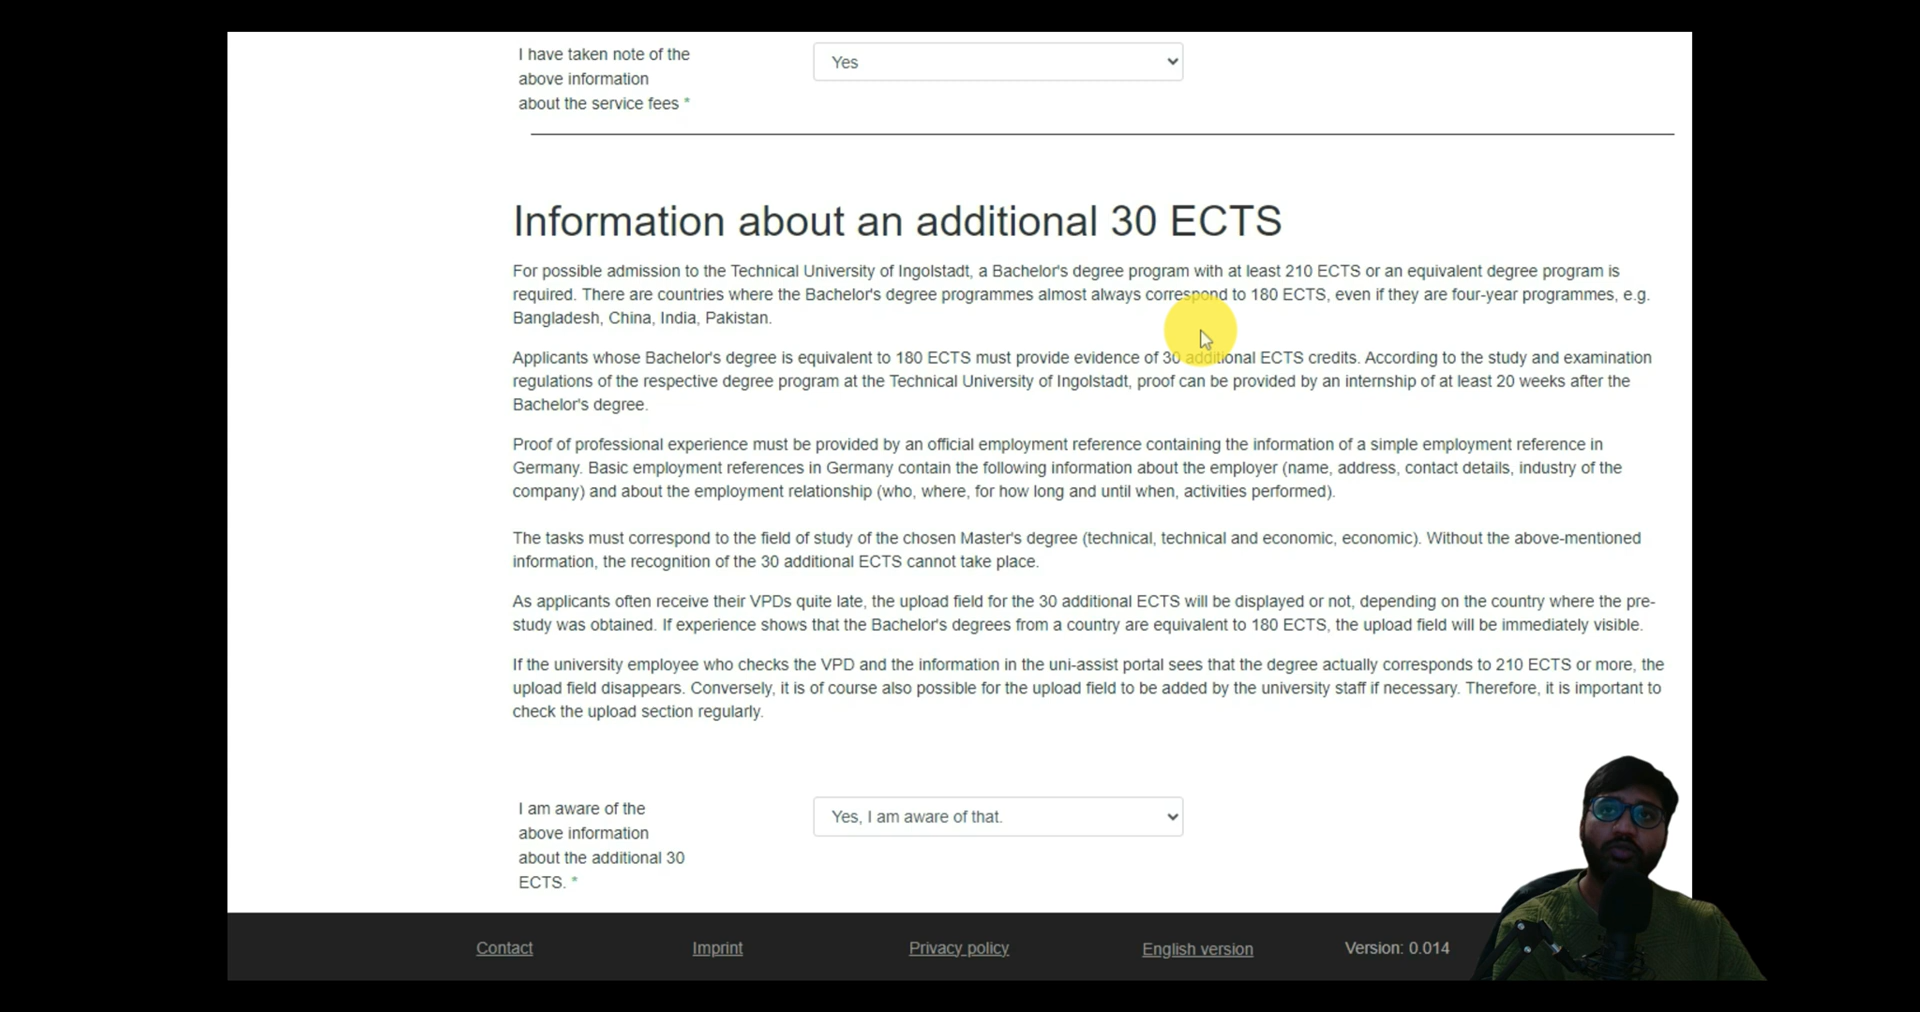 I have taken note of the
above information
about the service fees *
Yes
Information about an additional 30 ECTS
For possible admission to the Technical University of Ingolstadt, a Bachelor's degree program with at least 210 ECTS or an equivalent degree program is
required. There are countries where the Bachelor's degree programmes almost always correspond to 180 ECTS, even if they are four-year programmes, e.g.
Bangladesh, China, India, Pakistan.
Applicants whose Bachelor's degree is equivalent to 180 ECTS must provide evidence of 30 additional ECTS credits. According to the study and examination
regulations of the respective degree program at the Technical University of Ingolstadt, proof can be provided by an internship of at least 20 weeks after the
Bachelor's degree.
Proof of professional experience must be provided by an official employment reference containing the information of a simple employment reference in
Germany. Basic employment references in Germany contain the following information about the employer (name, address, contact details, industry of the
company) and about the employment relationship (who, where, for how long and until when, activities performed).
The tasks must correspond to the field of study of the chosen Master's degree (technical, technical and economic, economic). Without the above-mentioned
information, the recognition of the 30 additional ECTS cannot take place.
As applicants often receive their VPDs quite late, the upload field for the 30 additional ECTS will be displayed or not, depending on the country where the pre-
study was obtained. If experience shows that the Bachelor's degrees from a country are equivalent to 180 ECTS, the upload field will be immediately visible.
If the university employee who checks the VPD and the information in the uni-assist portal sees that the degree actually corresponds to 210 ECTS or more, the
upload field disappears. Conversely, it is of course also possible for the upload field to be added by the university staff if necessary. Therefore, it is important to
check the upload section regularly.
I am aware of the
above information
about the additional 30
ECTS. *
Yes, I am aware of that.
Contact Imprint Privacy policy English version Version: 0.014